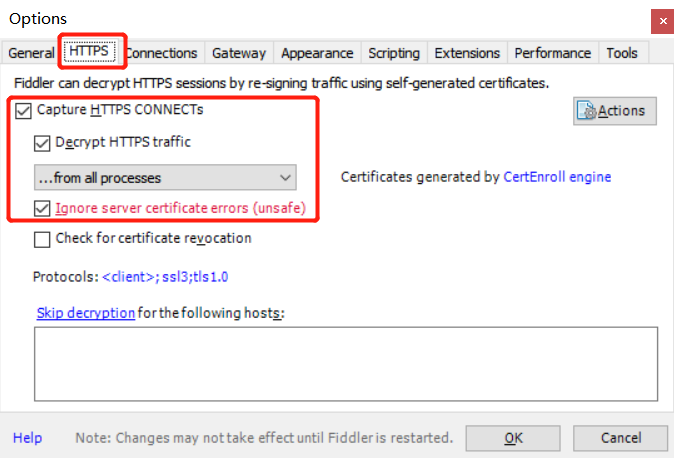 Options
General HTTPS Connections Gateway Appearance Scripting Extensions Performance Tools
Fiddler can decrypt HTTPS sessions by re-signing traffic using self-generated certificates.
Capture HTTPS CONNECTs
Actions
Decrypt HTTPS traffic
...from all processes
Certificates generated by CertEnroll engine
Ignore server certificate errors (unsafe)
Check for certificate revocation
Protocols: <client>;ssl3;tls1.0
Skip decryption for the following hosts:
Help Note: Changes may not take effect until Fiddler is restarted. OK Cancel